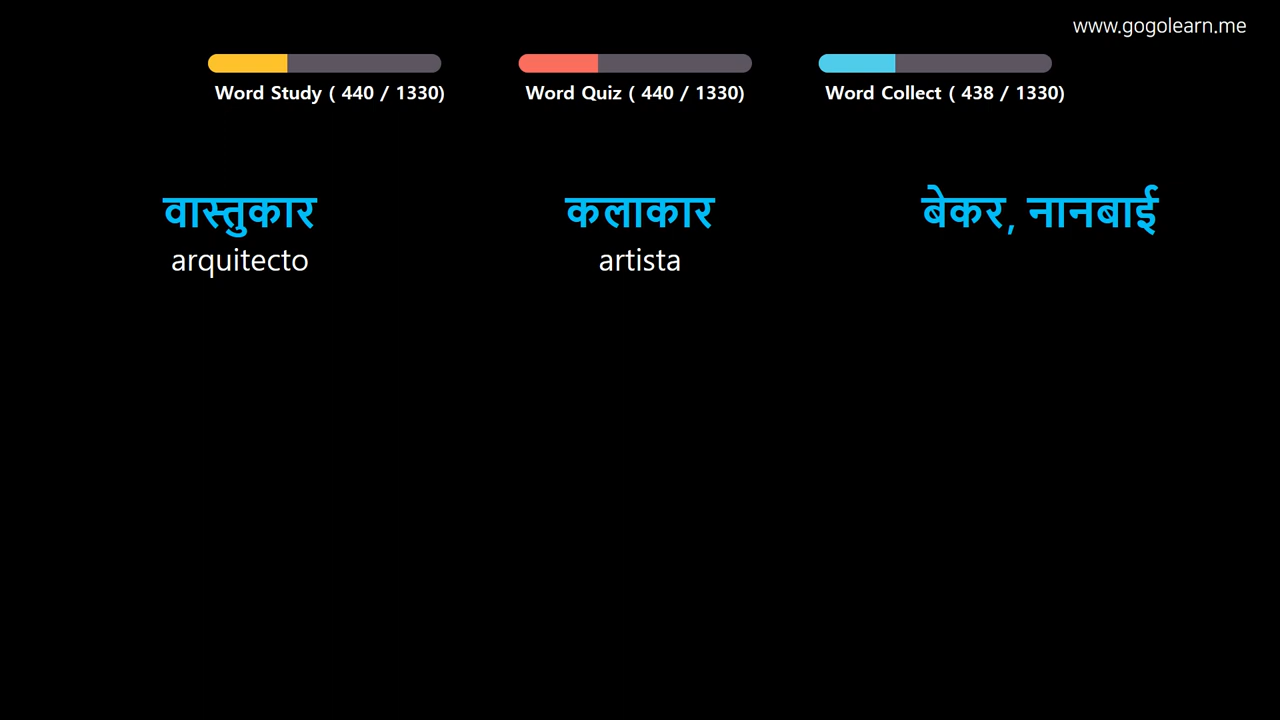 www.gogolearn.me
Word Study ( 440 / 1330)
Word Quiz ( 440 / 1330)
Word Collect ( 438 / 1330)
वास्तुकार
arquitecto
कलाकार
artista
बेकर, नानबाई